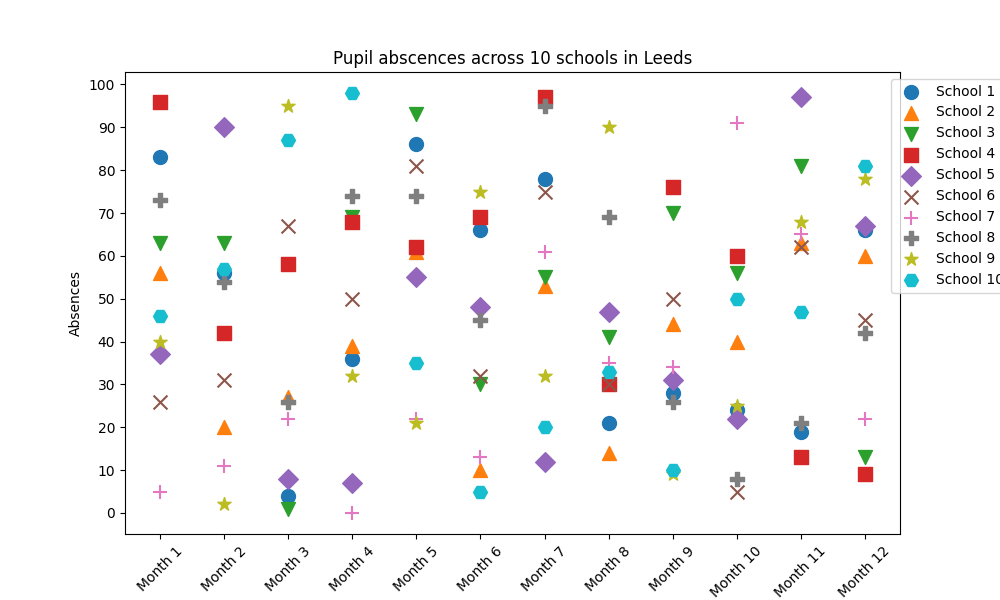 Pupil abscences across 10 schools in Leeds
Absences
100
90
80
70
60
50
40
30
20
10
0
Month 1
Month 2
Month 3
Month 4
Month 5
Month 6
Month 7
Month 8
Month 9
Month 10
Month 11
Month 12
School 1
School 2
School 3
School 4
School 5
School 6
School 7
School 8
School 9
School 10